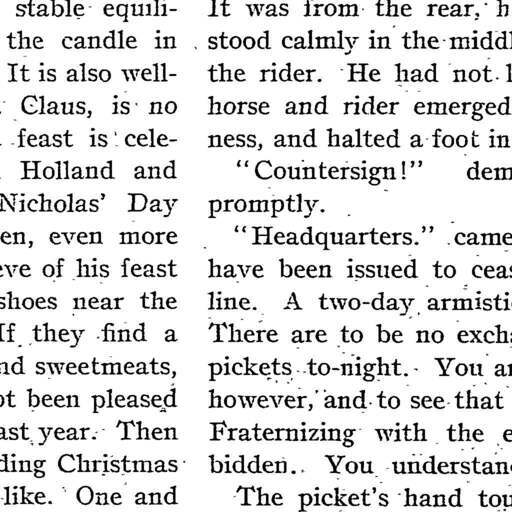 stable equili-
the candle in
It is also well-
Claus, is no
feast is cele-
Holland and
Nicholas' Day
en, even more
eve of his feast
shoes near the
If they find a
nd sweetmeats,
ot been pleased
ast year. Then
ding Christmas
like. One and
It was from the rear, h
stood calmly in the middl
the rider. He had not
horse and rider emerged
ness, and halted a foot in
"Countersign!" dem
promptly.
"Headquarters." came
have been issued to ceas
line. A two-day armisti
There are to be no excha
pickets to-night. You ar
however, and to see that
Fraternizing with the e
bidden. You understan
The picket's hand tou